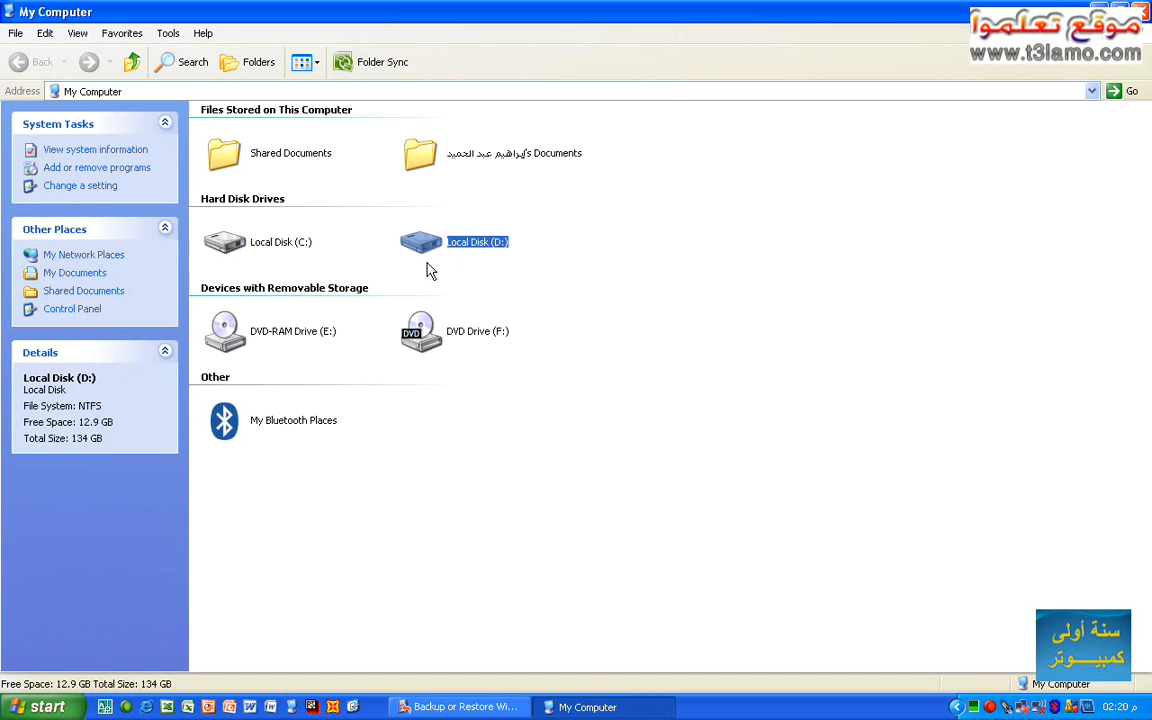 My Computer
موقع تعلموا
www.t3lamo.com
File Edit View Favorites Tools Help
Back Search Folders Folder Sync
Address My Computer Go
System Tasks
View system information
Add or remove programs
Change a setting
Other Places
My Network Places
My Documents
Shared Documents
Control Panel
Details
Local Disk (D:)
Local Disk
File System: NTFS
Free Space: 12.9 GB
Total Size: 134 GB
Files Stored on This Computer
Shared Documents
إبراهيم عبد الحميد's Documents
Hard Disk Drives
Local Disk (C:)
Local Disk (D:)
Devices with Removable Storage
DVD-RAM Drive (E:)
DVD Drive (F:)
DVD
Other
My Bluetooth Places
سنة أولى
كمبيـــوتر
Free Space: 12.9 GB Total Size: 134 GB
My Computer
start
Backup or Restore Wi...
My Computer
02:20 م